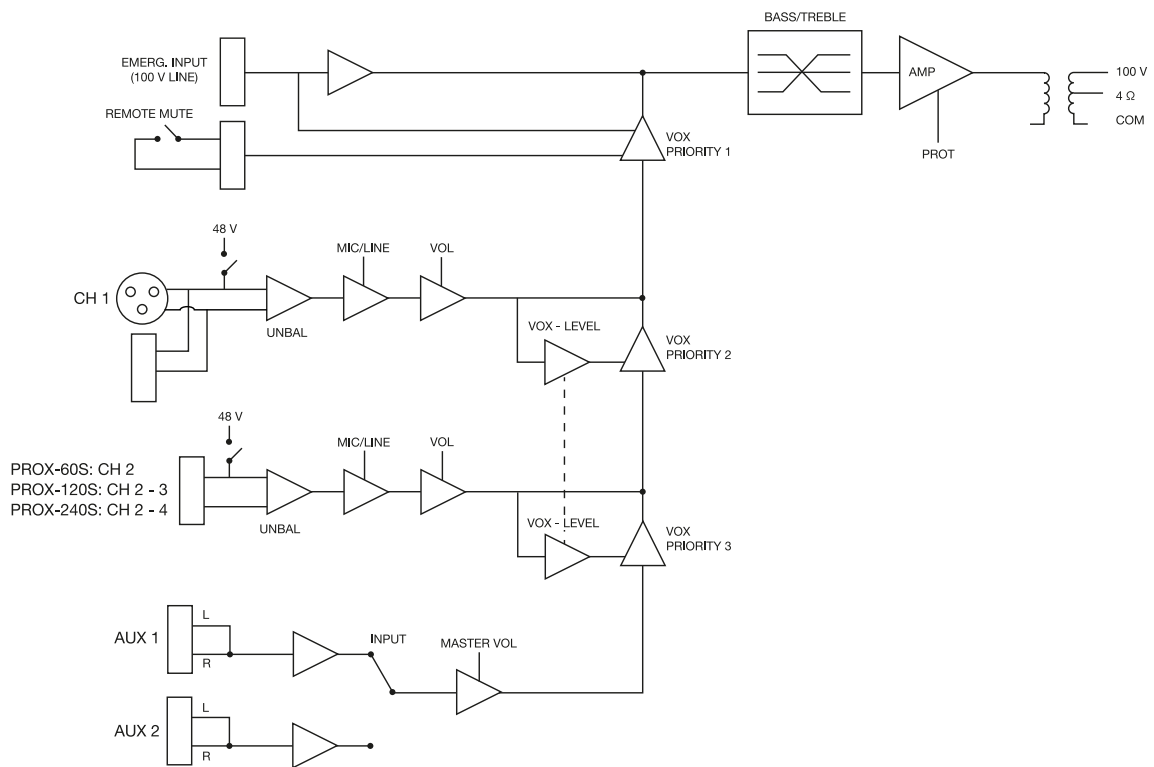 BASS/TREBLE
EMERG. INPUT
(100 V LINE)
AMP
100 V
4 Ω
COM
REMOTE MUTE
VOX
PRIORITY 1
PROT
48 V
MIC/LINE
VOL
CH 1
UNBAL
VOX - LEVEL
VOX
PRIORITY 2
48 V
MIC/LINE
VOL
PROX-60S: CH 2
PROX-120S: CH 2 - 3
PROX-240S: CH 2 - 4
UNBAL
VOX - LEVEL
VOX
PRIORITY 3
L
AUX 1
R
INPUT
MASTER VOL
L
AUX 2
R